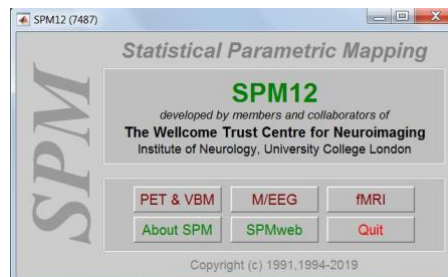 SPM12 (7487)
Statistical Parametric Mapping
SPM
SPM12
developed by members and collaborators of
The Wellcome Trust Centre for Neuroimaging
Institute of Neurology, University College London
PET & VBM M/EEG fMRI
About SPM SPMweb Quit
Copyright (c) 1991,1994-2019